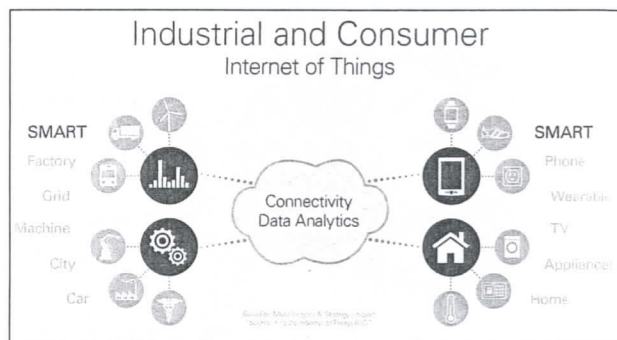 Industrial and Consumer
Internet of Things
SMART
Factory
Grid
Machine
City
Car
Connectivity
Data Analytics
SMART
Phone
Wearable
TV
Appliances
Home